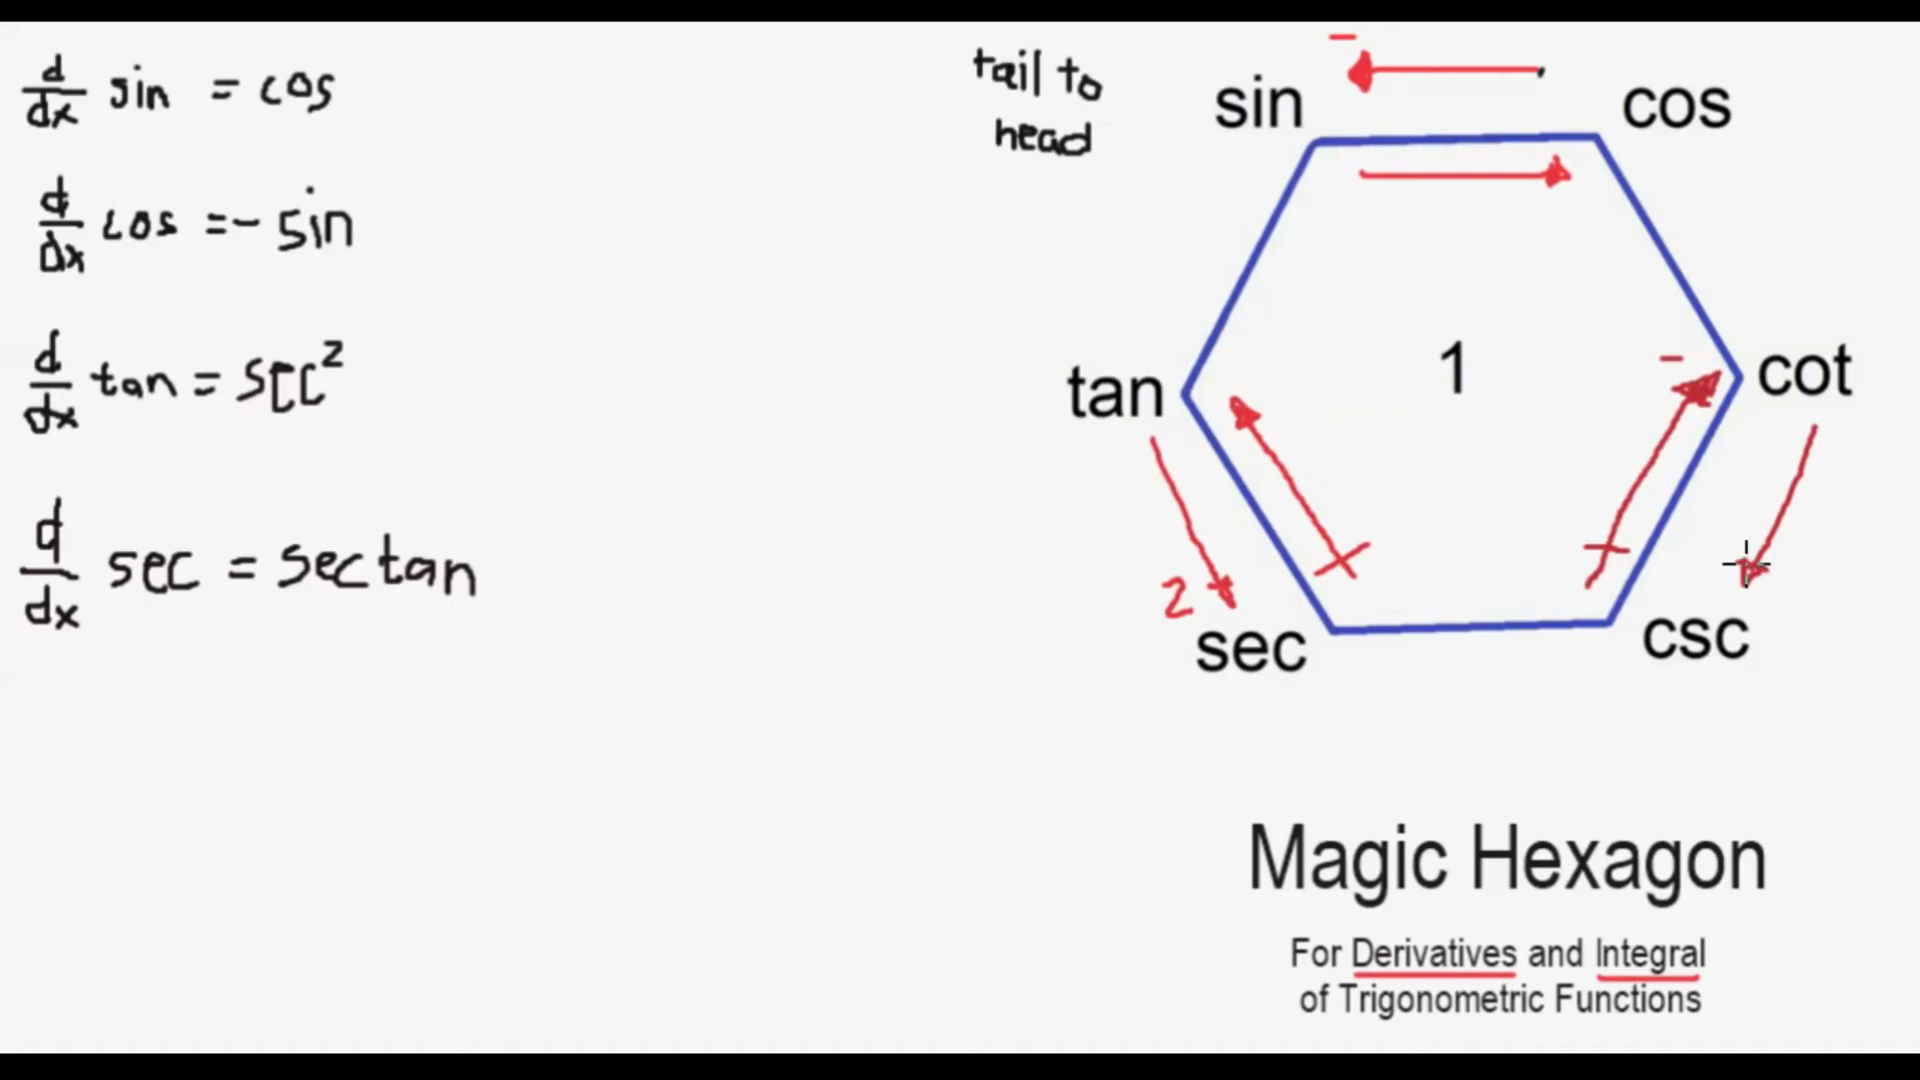 d/dx sin = cos
d/dx cos = - sin
d/dx tan = sec²
d/dx sec = sec tan
tail to
head
-
sin
cos
tan
1
-
cot
2
sec
csc
Magic Hexagon
For Derivatives and Integral
of Trigonometric Functions